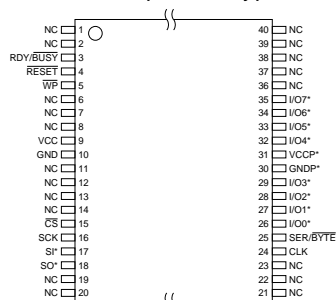 NC 1
NC 2
RDY/BUSY 3
RESET 4
WP 5
NC 6
NC 7
NC 8
VCC 9
GND 10
NC 11
NC 12
NC 13
NC 14
CS 15
SCK 16
SI* 17
SO* 18
NC 19
NC 20
40 NC
39 NC
38 NC
37 NC
36 NC
35 I/O7*
34 I/O6*
33 I/O5*
32 I/O4*
31 VCCP*
30 GNDP*
29 I/O3*
28 I/O2*
27 I/O1*
26 I/O0*
25 SER/BYTE
24 CLK
23 NC
22 NC
21 NC